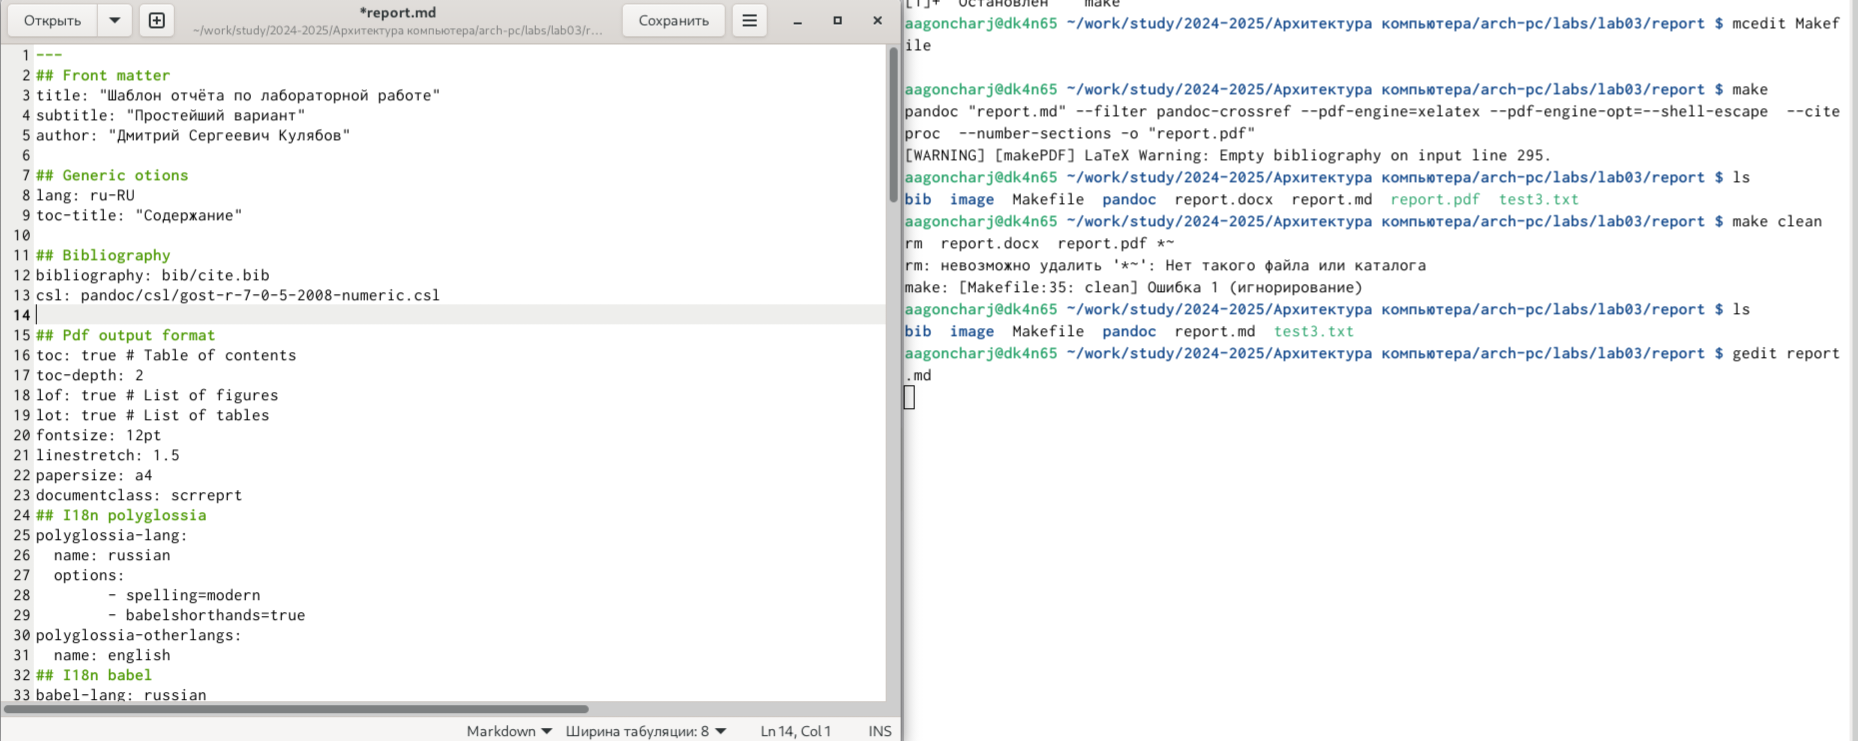 Открыть
*report.md
~/work/study/2024-2025/Архитектура компьютера/arch-pc/labs/lab03/r...
Сохранить
1 ---
2 ## Front matter
3 title: "Шаблон отчёта по лабораторной работе"
4 subtitle: "Простейший вариант"
5 author: "Дмитрий Сергеевич Кулябов"
6
7 ## Generic otions
8 lang: ru-RU
9 toc-title: "Содержание"
10
11 ## Bibliography
12 bibliography: bib/cite.bib
13 csl: pandoc/csl/gost-r-7-0-5-2008-numeric.csl
14
15 ## Pdf output format
16 toc: true # Table of contents
17 toc-depth: 2
18 lof: true # List of figures
19 lot: true # List of tables
20 fontsize: 12pt
21 linestretch: 1.5
22 papersize: a4
23 documentclass: scrreprt
24 ## I18n polyglossia
25 polyglossia-lang:
26   name: russian
27   options:
28         - spelling=modern
29         - babelshorthands=true
30 polyglossia-otherlangs:
31   name: english
32 ## I18n babel
33 babel-lang: russian
Markdown Ширина табуляции: 8 Ln 14, Col 1 INS
[1]+ Остановлен    make
aagoncharj@dk4n65 ~/work/study/2024-2025/Архитектура компьютера/arch-pc/labs/lab03/report $ mcedit Makef
ile
aagoncharj@dk4n65 ~/work/study/2024-2025/Архитектура компьютера/arch-pc/labs/lab03/report $ make
pandoc "report.md" --filter pandoc-crossref --pdf-engine=xelatex --pdf-engine-opt=--shell-escape  --cite
proc  --number-sections -o "report.pdf"
[WARNING] [makePDF] LaTeX Warning: Empty bibliography on input line 295.
aagoncharj@dk4n65 ~/work/study/2024-2025/Архитектура компьютера/arch-pc/labs/lab03/report $ ls
bib  image  Makefile  pandoc  report.docx  report.md  report.pdf  test3.txt
aagoncharj@dk4n65 ~/work/study/2024-2025/Архитектура компьютера/arch-pc/labs/lab03/report $ make clean
rm  report.docx  report.pdf *~
rm: невозможно удалить '*~': Нет такого файла или каталога
make: [Makefile:35: clean] Ошибка 1 (игнорирование)
aagoncharj@dk4n65 ~/work/study/2024-2025/Архитектура компьютера/arch-pc/labs/lab03/report $ ls
bib  image  Makefile  pandoc  report.md  test3.txt
aagoncharj@dk4n65 ~/work/study/2024-2025/Архитектура компьютера/arch-pc/labs/lab03/report $ gedit report
.md